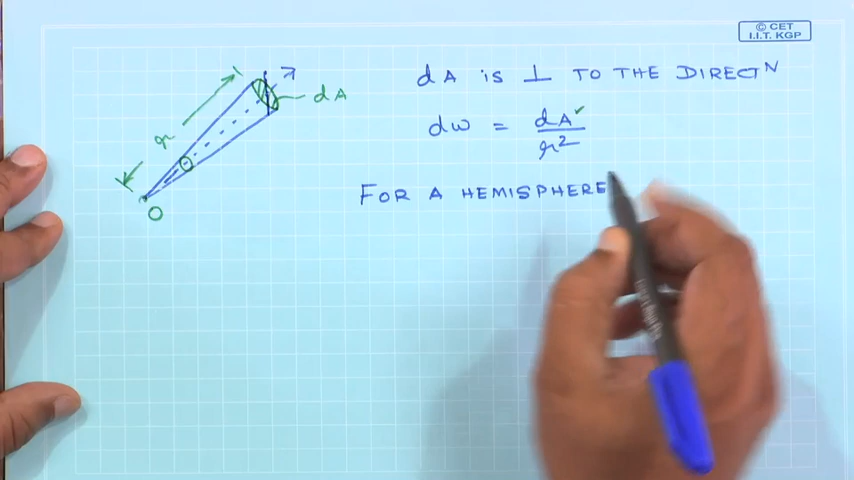 © CET
I.I.T. KGP
dA IS ⊥ TO THE DIRECTN
r
dA
dω = dA✓/r²
FOR A HEMISPHERE
O